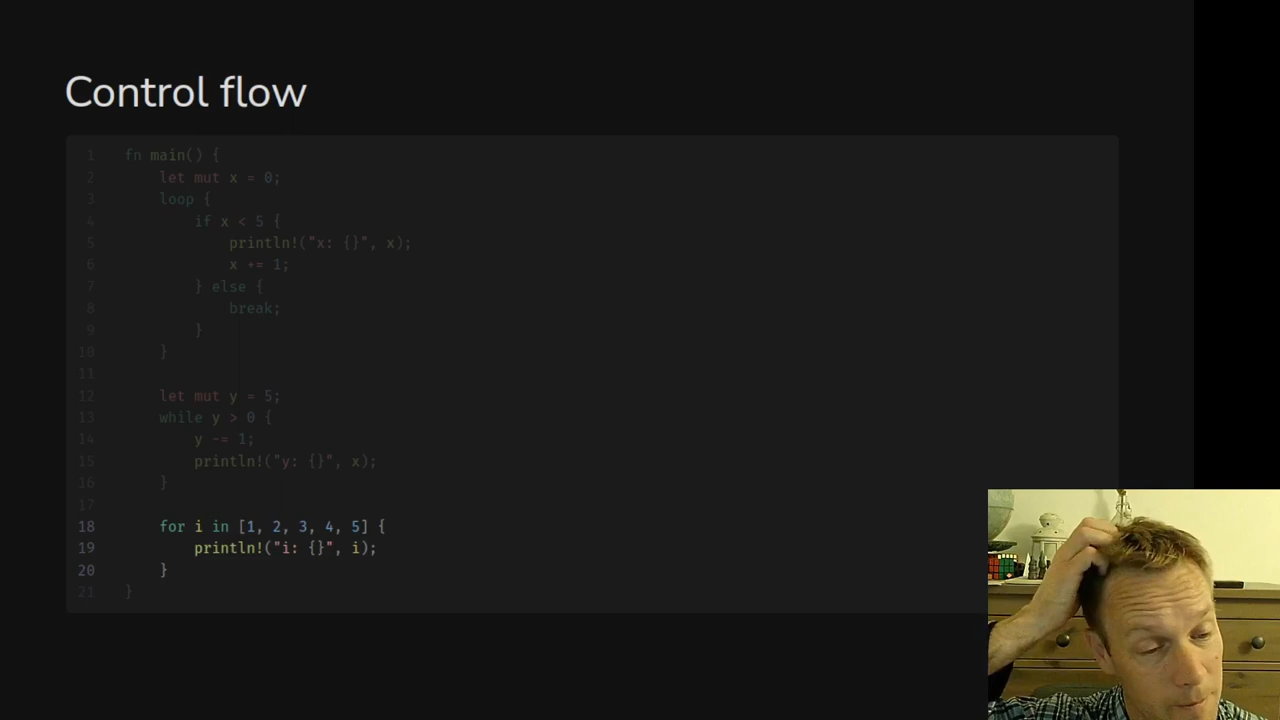 Control flow
1 fn main() {
2 let mut x = 0;
3 loop {
4 if x < 5 {
5 println!("x: {}", x);
6 x += 1;
7 } else {
8 break;
9 }
10 }
11
12 let mut y = 5;
13 while y > 0 {
14 y -= 1;
15 println!("y: {}", x);
16 }
17
18 for i in [1, 2, 3, 4, 5] {
19 println!("i: {}", i);
20 }
21 }